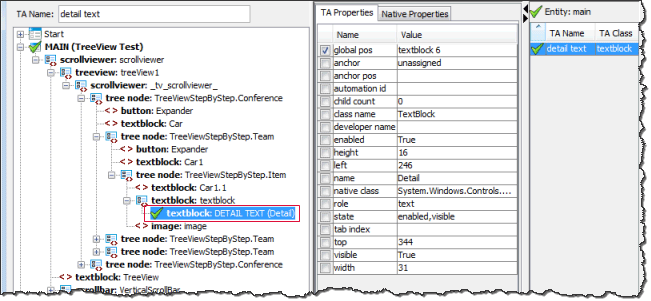 TA Name: detail text
Start
MAIN (TreeView Test)
scrollviewer: scrollviewer
treeview: treeView1
scrollviewer: _tv_scrollviewer_
tree node: TreeViewStepByStep.Conference
<> button: Expander
<> textblock: Car
tree node: TreeViewStepByStep.Team
<> button: Expander
<> textblock: Car1
tree node: TreeViewStepByStep.Item
<> textblock: Car1.1
textblock: textblock
textblock: DETAIL TEXT (Detail)
<> image: image
tree node: TreeViewStepByStep.Team
tree node: TreeViewStepByStep.Team
tree node: TreeViewStepByStep.Conference
<> textblock: TreeView
scrollbar: VerticalScrollBar
TA Properties Native Properties
Name Value
global pos textblock 6
anchor unassigned
anchor pos
automation id
child count 0
class name TextBlock
developer name
enabled True
height 16
left 246
name Detail
native class System.Windows.Controls....
role text
state enabled,visible
tab index
top 344
visible True
width 31
Entity: main
TA Name TA Class
detail text textblock